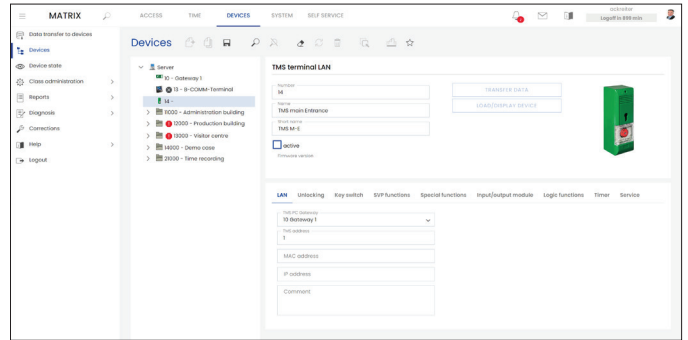 MATRIX
ACCESS TIME DEVICES SYSTEM SELF SERVICE
ackreiter
Logoff in 898 min
Data transfer to devices
Devices
Device state
Class administration
Reports
Diagnosis
Corrections
Help
Logout
Devices
Server
10 - Gateway 1
13 - B-COMM-Terminal
14 -
11000 - Administration building
12000 - Production building
13000 - Visitor centre
14000 - Demo case
21000 - Time recording
TMS terminal LAN
Number
14
Name
TMS main Entrance
Short name
TMS M-E
active
Firmware version
TRANSFER DATA
LOAD/DISPLAY DEVICE
LAN Unlocking Key switch SVP functions Special functions Input/output module Logic functions Timer Service
TMS PC Gateway
10 Gateway 1
TMS address
1
MAC address
IP address
Comment